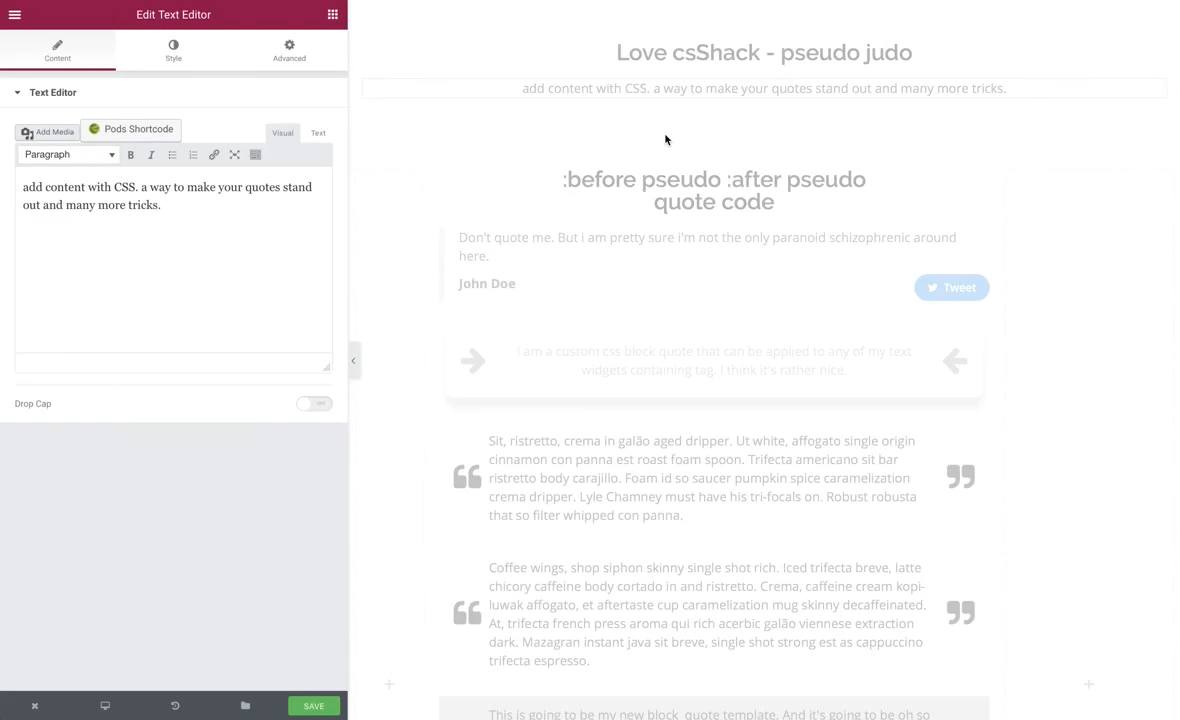 Edit Text Editor
Content
Style
Advanced
Text Editor
Add Media
Pods Shortcode
Visual
Text
Paragraph
B
I
add content with CSS. a way to make your quotes stand
out and many more tricks.
Drop Cap
OFF
SAVE
Love csShack - pseudo judo
add content with CSS. a way to make your quotes stand out and many more tricks.
:before pseudo :after pseudo
quote code
Don't quote me. But i am pretty sure i'm not the only paranoid schizophrenic around
here.
John Doe
Tweet
I am a custom css block quote that can be applied to any of my text
widgets containing tag. I think it's rather nice.
Sit, ristretto, crema in galão aged dripper. Ut white, affogato single origin
cinnamon con panna est roast foam spoon. Trifecta americano sit bar
ristretto body carajillo. Foam id so saucer pumpkin spice caramelization
crema dripper. Lyle Chamney must have his tri-focals on. Robust robusta
that so filter whipped con panna.
Coffee wings, shop siphon skinny single shot rich. Iced trifecta breve, latte
chicory caffeine body cortado in and ristretto. Crema, caffeine cream kopi-
luwak affogato, et aftertaste cup caramelization mug skinny decaffeinated.
At, trifecta french press aroma qui rich acerbic galão viennese extraction
dark. Mazagran instant java sit breve, single shot strong est as cappuccino
trifecta espresso.
This is going to be my new block quote template. And it's going to be oh so